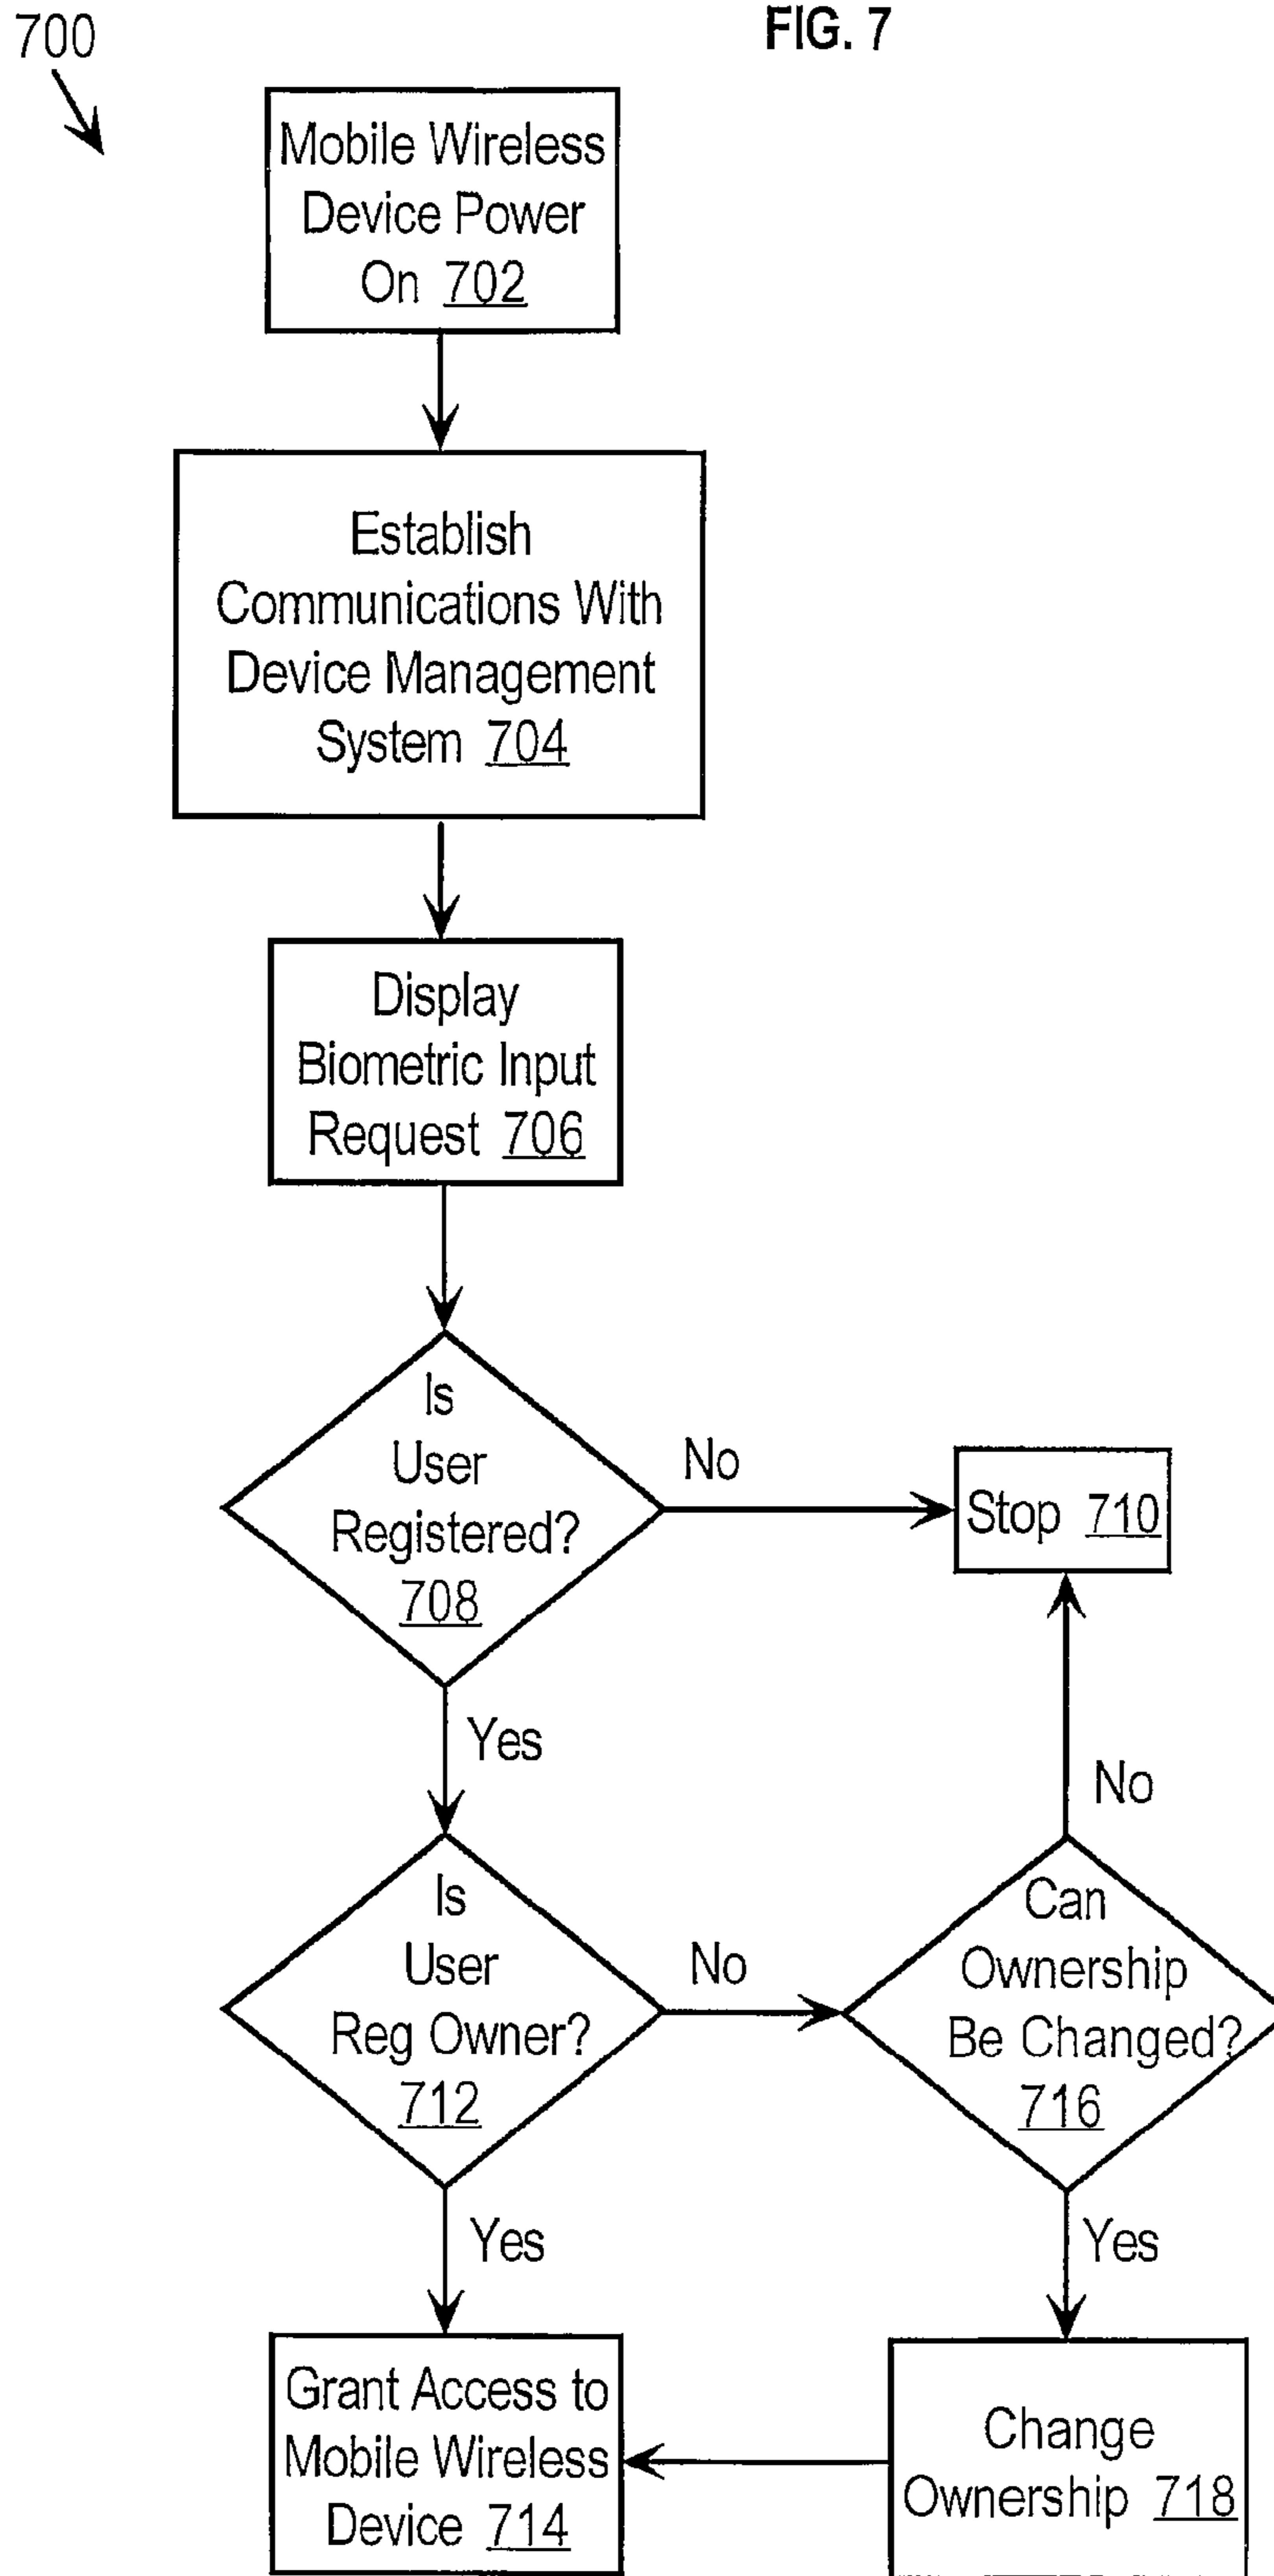 700
FIG. 7
Mobile Wireless
Device Power
On 702
Establish
Communications With
Device Management
System 704
Display
Biometric Input
Request 706
Is
User
Registered?
708
No
Stop 710
Yes
No
Is
User
Reg Owner?
712
No
Can
Ownership
Be Changed?
716
Yes
Yes
Grant Access to
Mobile Wireless
Device 714
Change
Ownership 718